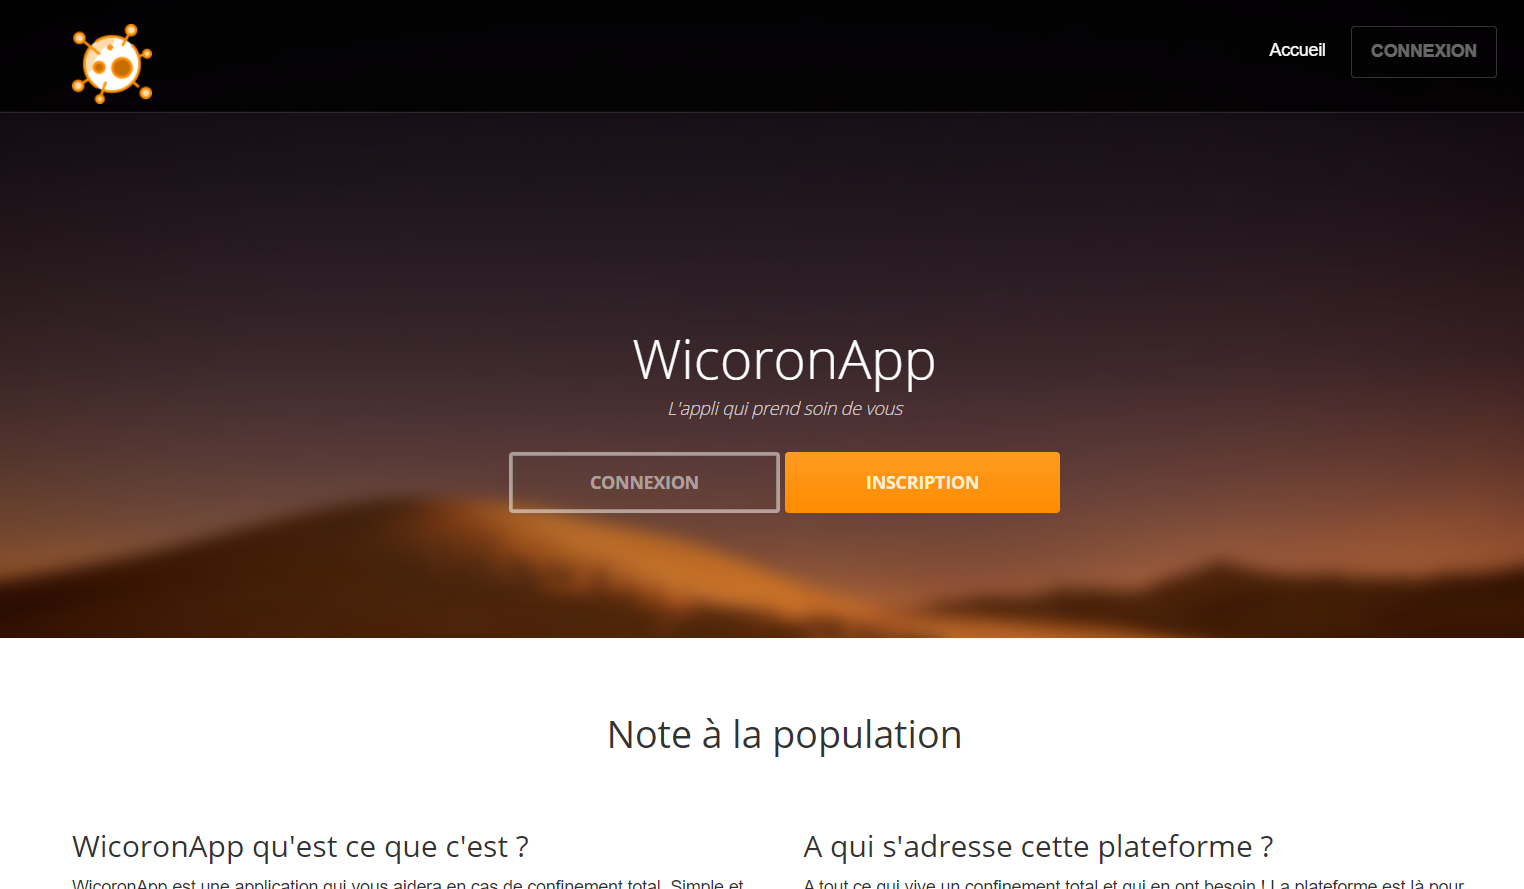 Accueil
CONNEXION
WicoronApp
L'appli qui prend soin de vous
CONNEXION
INSCRIPTION
Note à la population
WicoronApp qu'est ce que c'est ?
WicoronApp est une application qui vous aidera en cas de confinement total. Simple et
A qui s'adresse cette plateforme ?
A tout ce qui vive un confinement total et qui en ont besoin ! La plateforme est là pour